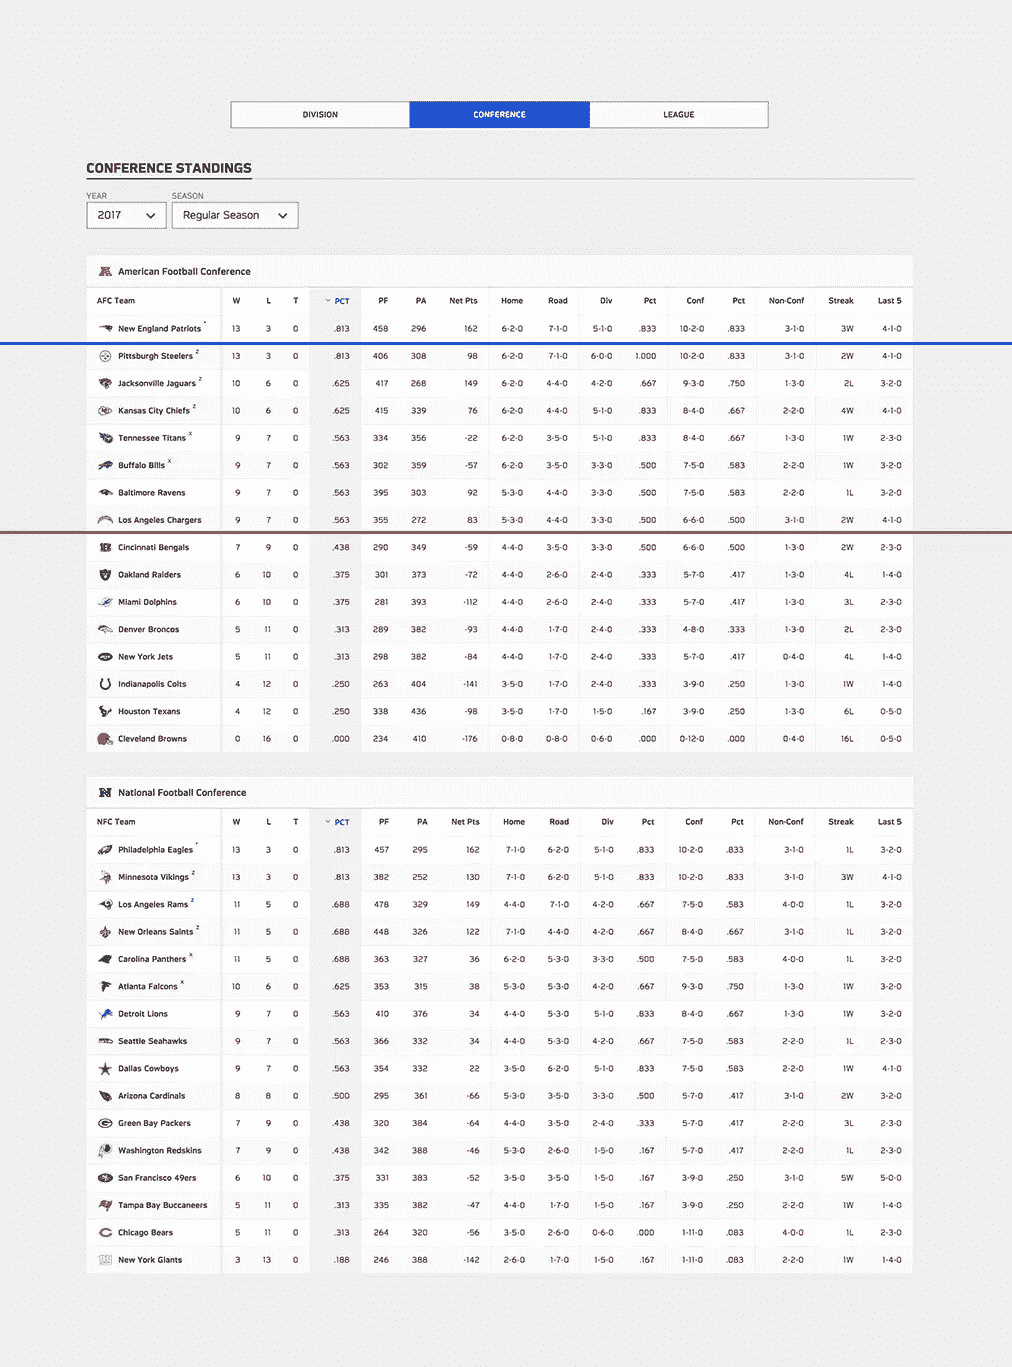 DIVISION CONFERENCE LEAGUE
CONFERENCE STANDINGS
YEAR SEASON
2017 Regular Season
American Football Conference
AFC Team W L T PCT PF PA Net Pts Home Road Div Pct Conf Pct Non-Conf Streak Last 5
New England Patriots * 13 3 0 .813 458 296 162 6-2-0 7-1-0 5-1-0 .833 10-2-0 .833 3-1-0 3W 4-1-0
Pittsburgh Steelers z 13 3 0 .813 406 308 98 6-2-0 7-1-0 6-0-0 1.000 10-2-0 .833 3-1-0 2W 4-1-0
Jacksonville Jaguars z 10 6 0 .625 417 268 149 6-2-0 4-4-0 4-2-0 .667 9-3-0 .750 1-3-0 2L 3-2-0
Kansas City Chiefs z 10 6 0 .625 415 339 76 6-2-0 4-4-0 5-1-0 .833 8-4-0 .667 2-2-0 4W 4-1-0
Tennessee Titans x 9 7 0 .563 334 356 -22 6-2-0 3-5-0 5-1-0 .833 8-4-0 .667 1-3-0 1W 2-3-0
Buffalo Bills x 9 7 0 .563 302 359 -57 6-2-0 3-5-0 3-3-0 .500 7-5-0 .583 2-2-0 1W 3-2-0
Baltimore Ravens 9 7 0 .563 395 303 92 5-3-0 4-4-0 3-3-0 .500 7-5-0 .583 2-2-0 1L 3-2-0
Los Angeles Chargers 9 7 0 .563 355 272 83 5-3-0 4-4-0 3-3-0 .500 6-6-0 .500 3-1-0 2W 4-1-0
Cincinnati Bengals 7 9 0 .438 290 349 -59 4-4-0 3-5-0 3-3-0 .500 6-6-0 .500 1-3-0 2W 2-3-0
Oakland Raiders 6 10 0 .375 301 373 -72 4-4-0 2-6-0 2-4-0 .333 5-7-0 .417 1-3-0 4L 1-4-0
Miami Dolphins 6 10 0 .375 281 393 -112 4-4-0 2-6-0 2-4-0 .333 5-7-0 .417 1-3-0 3L 2-3-0
Denver Broncos 5 11 0 .313 289 382 -93 4-4-0 1-7-0 2-4-0 .333 4-8-0 .333 1-3-0 2L 2-3-0
New York Jets 5 11 0 .313 298 382 -84 4-4-0 1-7-0 2-4-0 .333 5-7-0 .417 0-4-0 4L 1-4-0
Indianapolis Colts 4 12 0 .250 263 404 -141 3-5-0 1-7-0 2-4-0 .333 3-9-0 .250 1-3-0 1W 1-4-0
Houston Texans 4 12 0 .250 338 436 -98 3-5-0 1-7-0 1-5-0 .167 3-9-0 .250 1-3-0 6L 0-5-0
Cleveland Browns 0 16 0 .000 234 410 -176 0-8-0 0-8-0 0-6-0 .000 0-12-0 .000 0-4-0 16L 0-5-0
National Football Conference
NFC Team W L T PCT PF PA Net Pts Home Road Div Pct Conf Pct Non-Conf Streak Last 5
Philadelphia Eagles * 13 3 0 .813 457 295 162 7-1-0 6-2-0 5-1-0 .833 10-2-0 .833 3-1-0 1L 3-2-0
Minnesota Vikings z 13 3 0 .813 382 252 130 7-1-0 6-2-0 5-1-0 .833 10-2-0 .833 3-1-0 3W 4-1-0
Los Angeles Rams z 11 5 0 .688 478 329 149 4-4-0 7-1-0 4-2-0 .667 7-5-0 .583 4-0-0 1L 3-2-0
New Orleans Saints z 11 5 0 .688 448 326 122 7-1-0 4-4-0 4-2-0 .667 8-4-0 .667 3-1-0 1L 3-2-0
Carolina Panthers x 11 5 0 .688 363 327 36 6-2-0 5-3-0 3-3-0 .500 7-5-0 .583 4-0-0 1L 3-2-0
Atlanta Falcons x 10 6 0 .625 353 315 38 5-3-0 5-3-0 4-2-0 .667 9-3-0 .750 1-3-0 1W 3-2-0
Detroit Lions 9 7 0 .563 410 376 34 4-4-0 5-3-0 5-1-0 .833 8-4-0 .667 1-3-0 1W 3-2-0
Seattle Seahawks 9 7 0 .563 366 332 34 4-4-0 5-3-0 4-2-0 .667 7-5-0 .583 2-2-0 1L 2-3-0
Dallas Cowboys 9 7 0 .563 354 332 22 3-5-0 6-2-0 5-1-0 .833 7-5-0 .583 2-2-0 1W 4-1-0
Arizona Cardinals 8 8 0 .500 295 361 -66 5-3-0 3-5-0 3-3-0 .500 5-7-0 .417 3-1-0 2W 3-2-0
Green Bay Packers 7 9 0 .438 320 384 -64 4-4-0 3-5-0 2-4-0 .333 5-7-0 .417 2-2-0 3L 2-3-0
Washington Redskins 7 9 0 .438 342 388 -46 5-3-0 2-6-0 1-5-0 .167 5-7-0 .417 2-2-0 1L 2-3-0
San Francisco 49ers 6 10 0 .375 331 383 -52 3-5-0 3-5-0 1-5-0 .167 3-9-0 .250 3-1-0 5W 5-0-0
Tampa Bay Buccaneers 5 11 0 .313 335 382 -47 4-4-0 1-7-0 1-5-0 .167 3-9-0 .250 2-2-0 1W 1-4-0
Chicago Bears 5 11 0 .313 264 320 -56 3-5-0 2-6-0 0-6-0 .000 1-11-0 .083 4-0-0 1L 2-3-0
New York Giants 3 13 0 .188 246 388 -142 2-6-0 1-7-0 1-5-0 .167 1-11-0 .083 2-2-0 1W 1-4-0